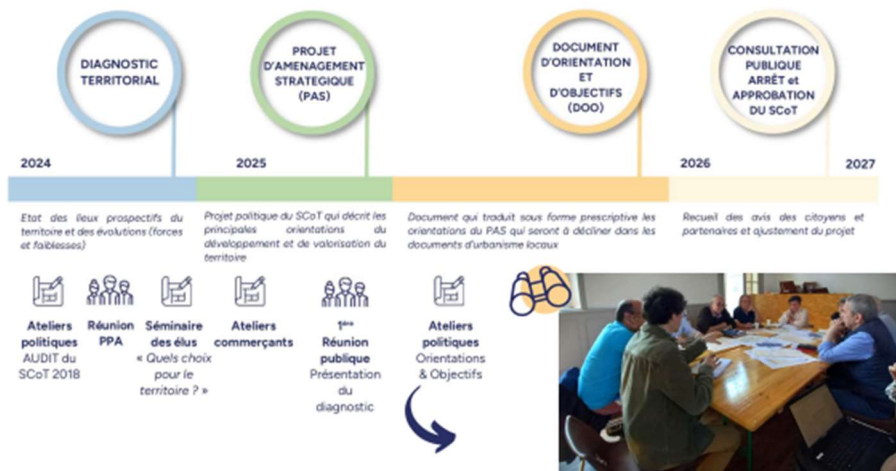 DIAGNOSTIC
TERRITORIAL
PROJET
D'AMENAGEMENT
STRATEGIQUE
(PAS)
DOCUMENT
D'ORIENTATION
ET
D'OBJECTIFS
(DOO)
CONSULTATION
PUBLIQUE
ARRÊT et
APPROBATION
DU SCoT
2024
2025
2026
2027
Etat des lieux prospectifs du
territoire et des évolutions (forces
et faiblesses)
Projet politique du SCoT qui décrit les
principales orientations du
développement et de valorisation du
territoire
Document qui traduit sous forme prescriptive les
orientations du PAS qui seront à décliner dans les
documents d'urbanisme locaux
Recueil des avis des citoyens et
partenaires et ajustement du projet
Ateliers
politiques
AUDIT du
SCoT 2018
Réunion
PPA
Séminaire
des élus
« Quels choix
pour le
territoire ? »
Ateliers
commerçants
1ère
Réunion
publique
Présentation
du
diagnostic
Ateliers
politiques
Orientations
& Objectifs